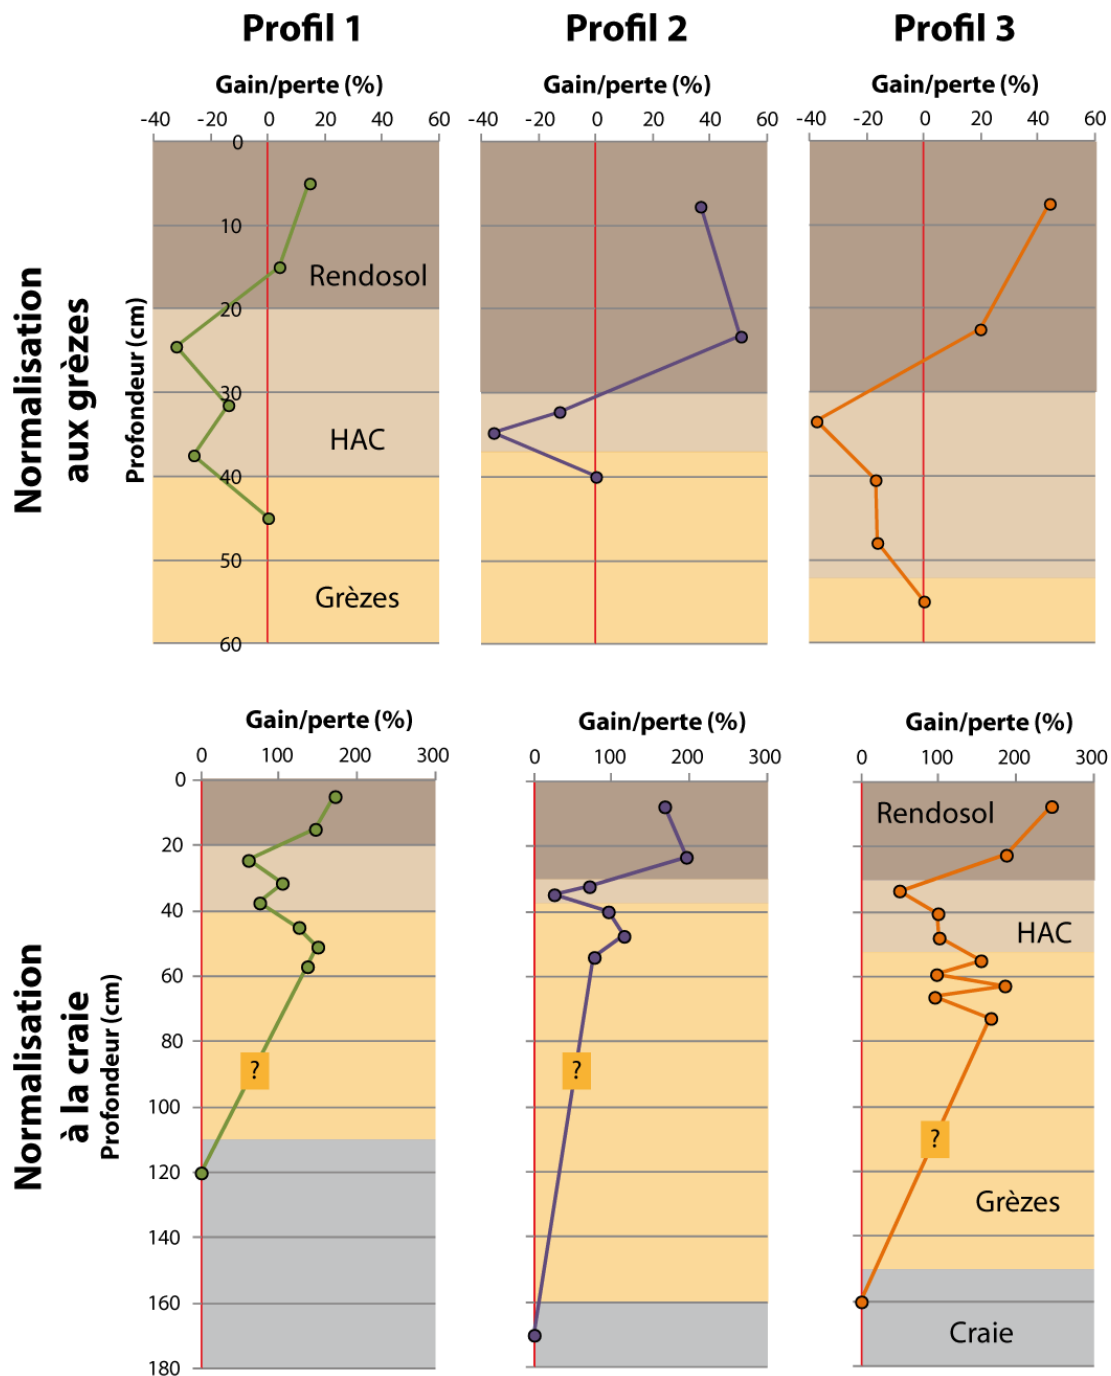 Profil 1 Profil 2 Profil 3
Gain/perte (%) Gain/perte (%) Gain/perte (%)
-40 -20 0 20 40 60 -40 -20 0 20 40 60 -40 -20 0 20 40 60
0
10
Rendosol
20
30
HAC
40
50
Grèzes
60
Normalisation
aux grèzes
Profondeur (cm)
Gain/perte (%) Gain/perte (%) Gain/perte (%)
0 100 200 300 0 100 200 300 0 100 200 300
0
Rendosol
20
40
HAC
60
80
? ?
100
?
120
Grèzes
140
160
Craie
180
Normalisation
à la craie
Profondeur (cm)